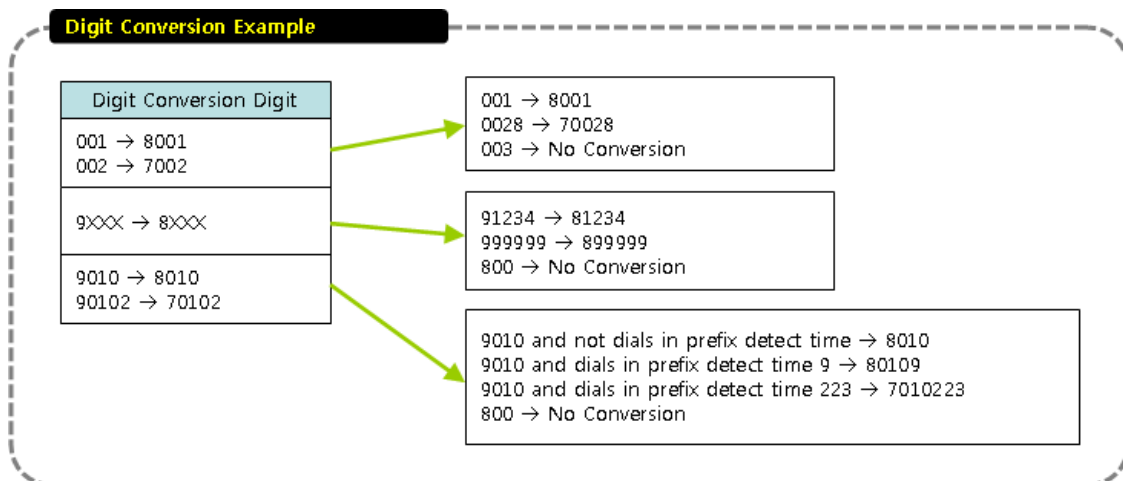 Digit Conversion Example
Digit Conversion Digit
001 → 8001
002 → 7002
9XXX → 8XXX
9010 → 8010
90102 → 70102
001 → 8001
0028 → 70028
003 → No Conversion
91234 → 81234
999999 → 899999
800 → No Conversion
9010 and not dials in prefix detect time → 8010
9010 and dials in prefix detect time 9 → 80109
9010 and dials in prefix detect time 223 → 7010223
800 → No Conversion